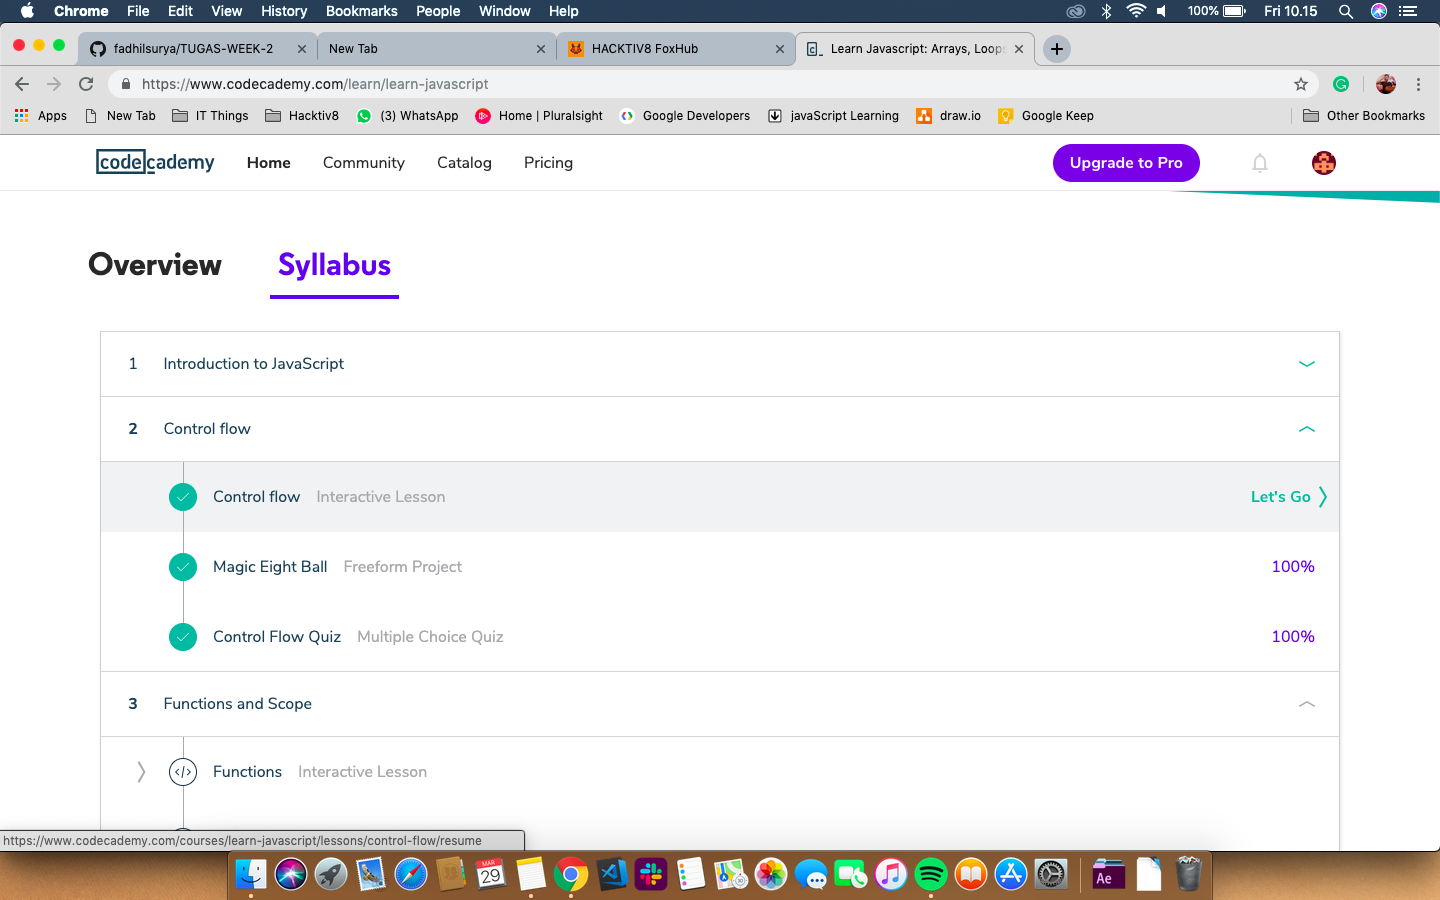 Chrome File Edit View History Bookmarks People Window Help 100% Fri 10.15
fadhilsurya/TUGAS-WEEK-2 New Tab HACKTIV8 FoxHub Learn Javascript: Arrays, Loops
https://www.codecademy.com/learn/learn-javascript
Apps New Tab IT Things Hacktiv8 (3) WhatsApp Home | Pluralsight Google Developers javaScript Learning draw.io Google Keep Other Bookmarks
codecademy Home Community Catalog Pricing Upgrade to Pro
Overview Syllabus
1 Introduction to JavaScript
2 Control flow
Control flow Interactive Lesson Let's Go
Magic Eight Ball Freeform Project 100%
Control Flow Quiz Multiple Choice Quiz 100%
3 Functions and Scope
</> Functions Interactive Lesson
https://www.codecademy.com/courses/learn-javascript/lessons/control-flow/resume
MAR
29
Ae